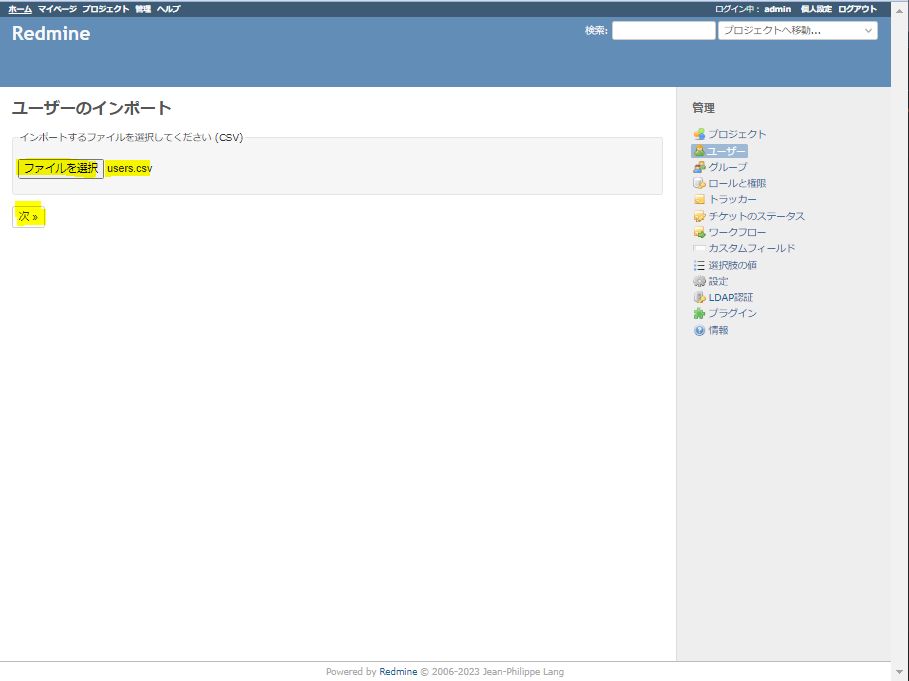 ホーム マイページ プロジェクト 管理 ヘルプ
ログイン中： admin 個人設定 ログアウト
Redmine
検索:
プロジェクトへ移動...
ユーザーのインポート
インポートするファイルを選択してください (CSV)
ファイルを選択 users.csv
次 »
管理
プロジェクト
ユーザー
グループ
ロールと権限
トラッカー
チケットのステータス
ワークフロー
カスタムフィールド
選択肢の値
設定
LDAP認証
プラグイン
情報
Powered by Redmine © 2006-2023 Jean-Philippe Lang